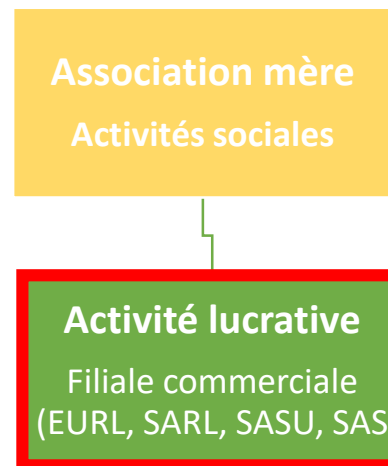 Association mère
Activités sociales
Activité lucrative
Filiale commerciale
(EURL, SARL, SASU, SAS